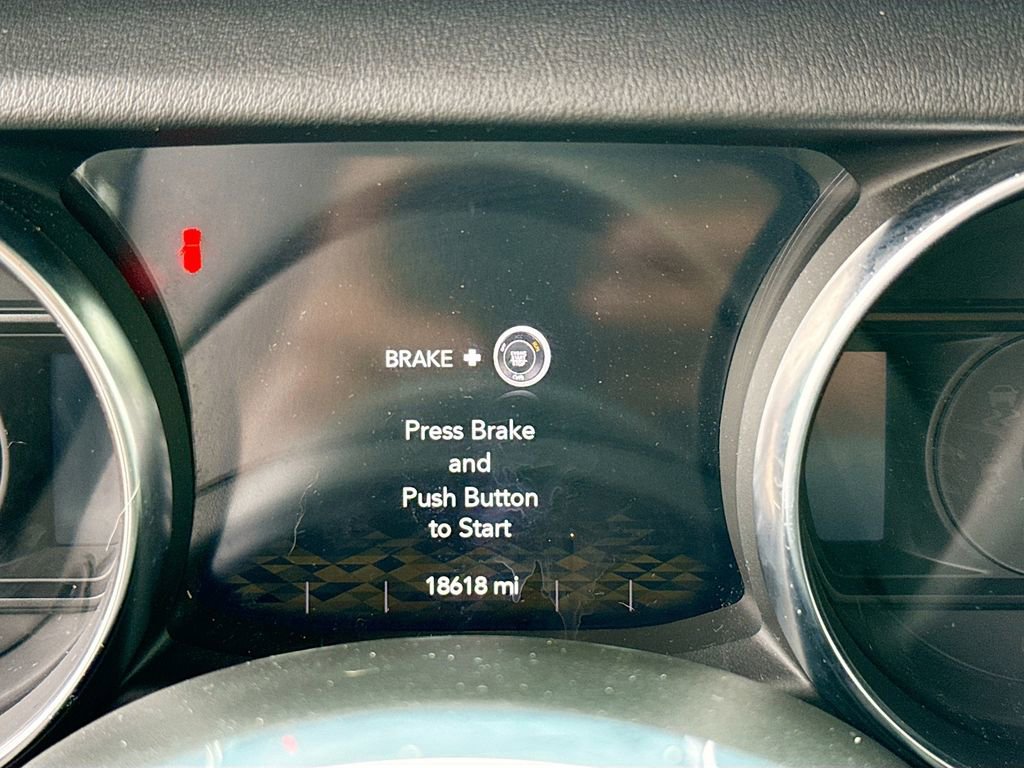 BRAKE +
Press Brake
and
Push Button
to Start
18618 mi